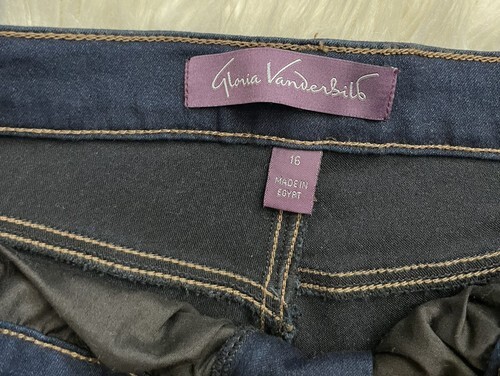 Gloria Vanderbilt
16
MADE IN
EGYPT